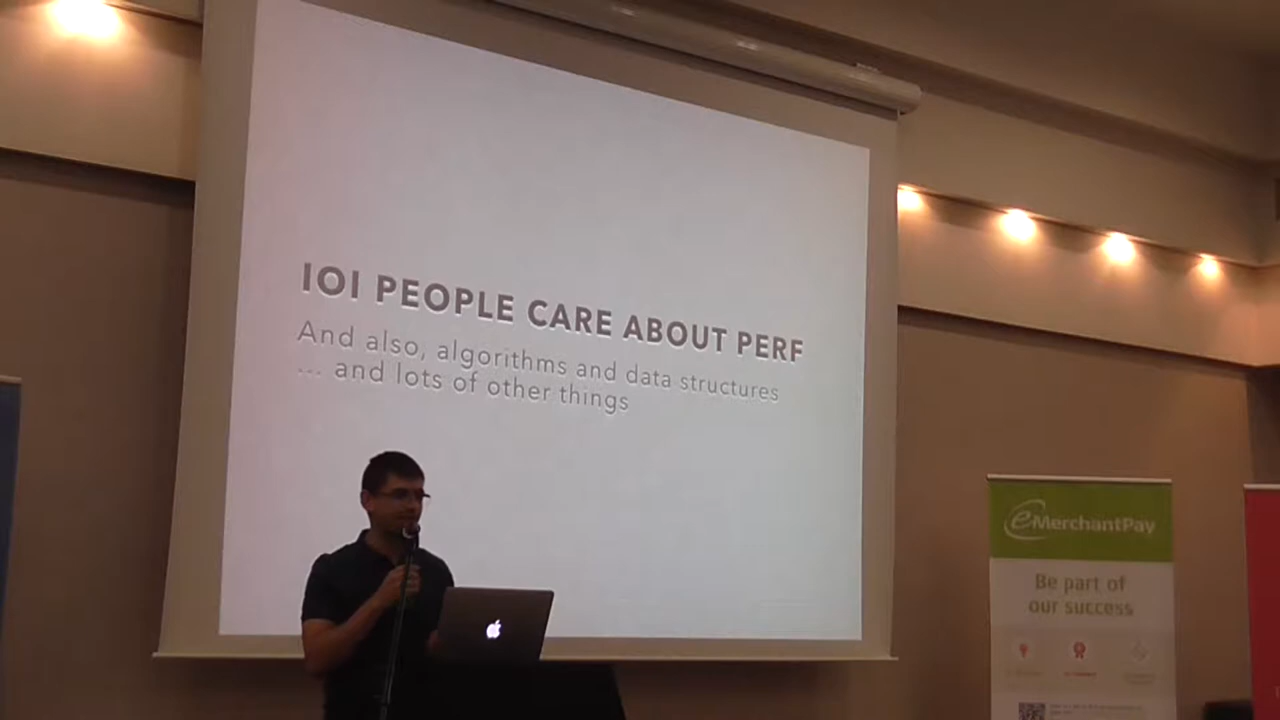 IOI PEOPLE CARE ABOUT PERF
And also, algorithms and data structures
... and lots of other things
eMerchantPay
Be part of
our success